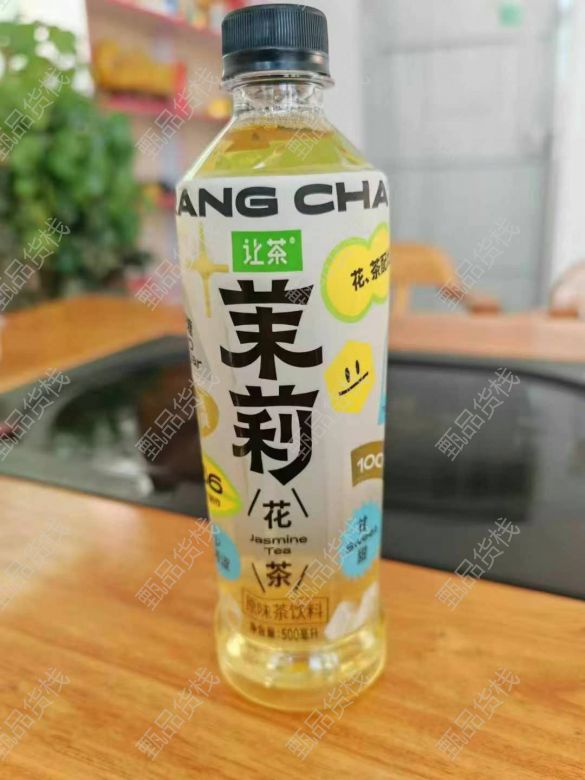 ANG CHA
让茶
花、茶配
茉莉
100
花
Jasmine
Tea
茶
原味茶饮料
净含量: 500毫升
甄品货栈